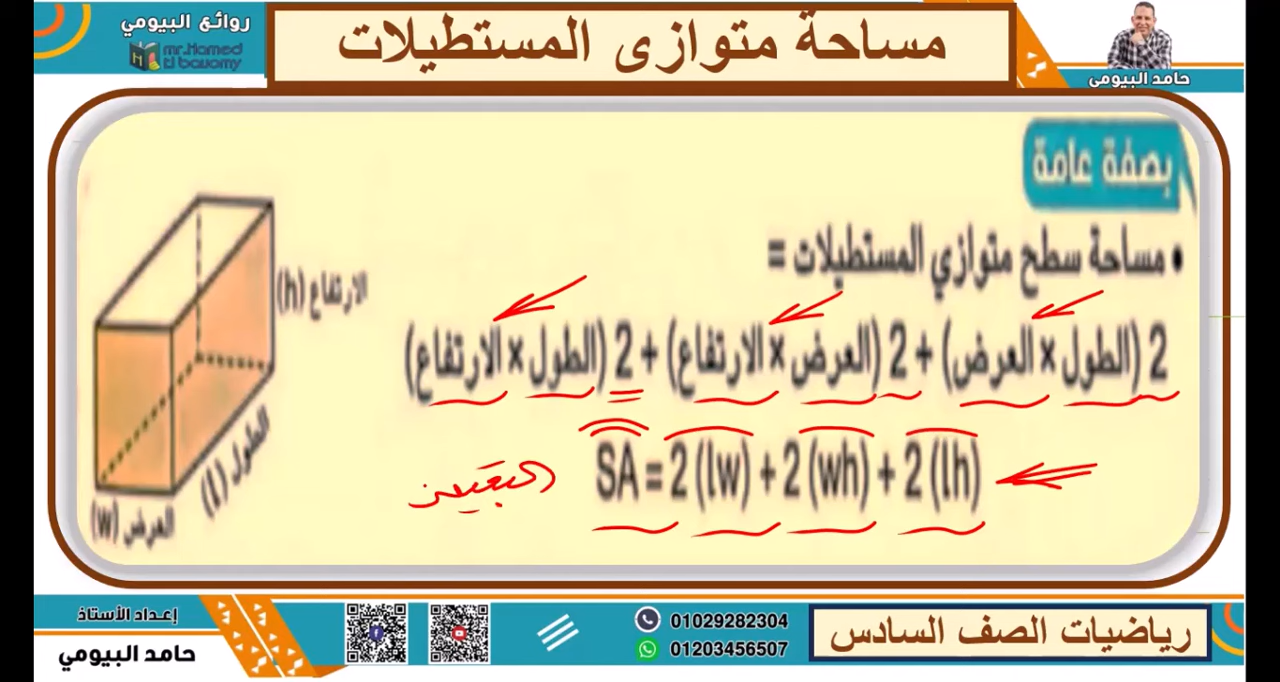 روائع البيومي
mr.Hamed
El bauomy
مساحة متوازى المستطيلات
حامد البيومى
بصفة عامة
• مساحة سطح متوازي المستطيلات =
2 (الطول × العرض) + 2 (العرض × الارتفاع) + 2 (الطول × الارتفاع)
SA = 2 (lw) + 2 (wh) + 2 (lh)
الارتفاع (h)
الطول (l)
العرض (w)
إعداد الأستاذ
حامد البيومي
01029282304
01203456507
رياضيات الصف السادس